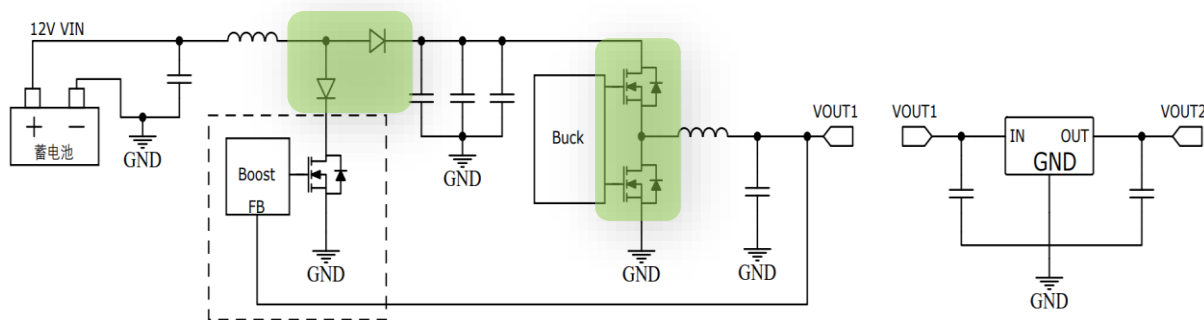 12V VIN
+ −
蓄电池
GND
Boost
FB
GND
GND
Buck
GND
VOUT1
GND
VOUT1
IN OUT
GND
VOUT2
GND